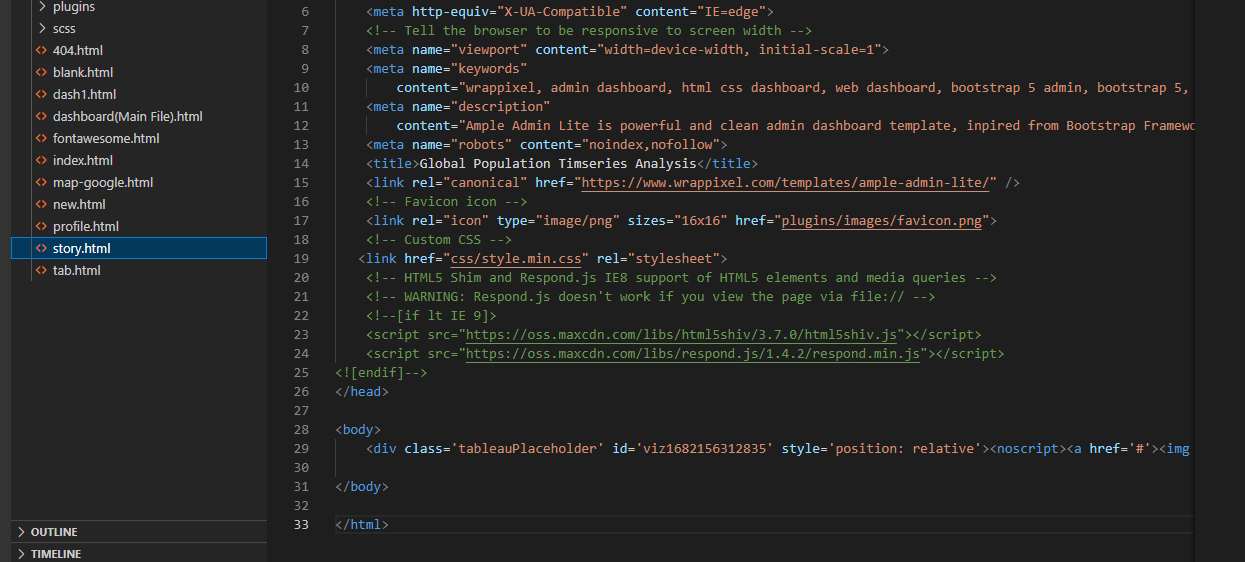 plugins
scss
404.html
blank.html
dash1.html
dashboard(Main File).html
fontawesome.html
index.html
map-google.html
new.html
profile.html
story.html
tab.html
OUTLINE
TIMELINE
6 <meta http-equiv="X-UA-Compatible" content="IE=edge">
7 <!-- Tell the browser to be responsive to screen width -->
8 <meta name="viewport" content="width=device-width, initial-scale=1">
9 <meta name="keywords"
10 content="wrappixel, admin dashboard, html css dashboard, web dashboard, bootstrap 5 admin, bootstrap 5,
11 <meta name="description"
12 content="Ample Admin Lite is powerful and clean admin dashboard template, inpired from Bootstrap Framewo
13 <meta name="robots" content="noindex,nofollow">
14 <title>Global Population Timseries Analysis</title>
15 <link rel="canonical" href="https://www.wrappixel.com/templates/ample-admin-lite/" />
16 <!-- Favicon icon -->
17 <link rel="icon" type="image/png" sizes="16x16" href="plugins/images/favicon.png">
18 <!-- Custom CSS -->
19 <link href="css/style.min.css" rel="stylesheet">
20 <!-- HTML5 Shim and Respond.js IE8 support of HTML5 elements and media queries -->
21 <!-- WARNING: Respond.js doesn't work if you view the page via file:// -->
22 <!--[if lt IE 9]>
23 <script src="https://oss.maxcdn.com/libs/html5shiv/3.7.0/html5shiv.js"></script>
24 <script src="https://oss.maxcdn.com/libs/respond.js/1.4.2/respond.min.js"></script>
25 <![endif]-->
26 </head>
27
28 <body>
29 <div class='tableauPlaceholder' id='viz1682156312835' style='position: relative'><noscript><a href='#'><img
30
31 </body>
32
33 </html>